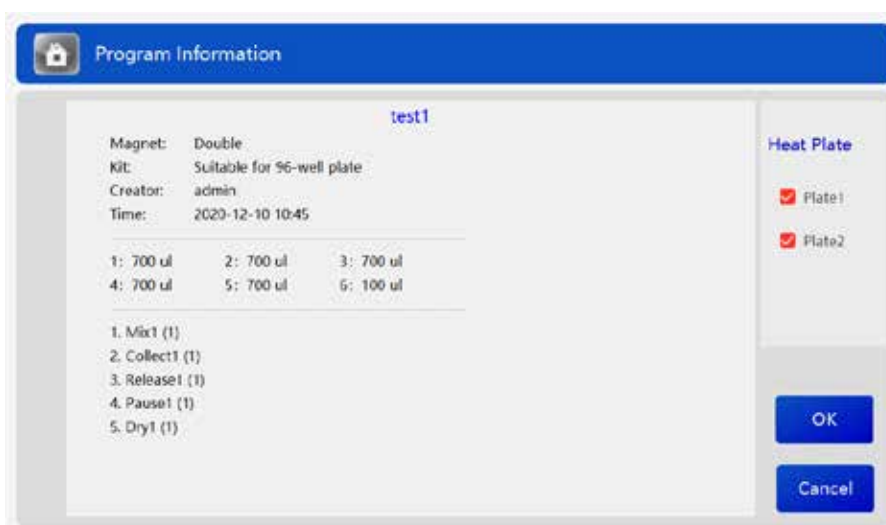 Program Information
test1
Magnet: Double
Kit: Suitable for 96-well plate
Creator: admin
Time: 2020-12-10 10:45
1: 700 ul 2: 700 ul 3: 700 ul
4: 700 ul 5: 700 ul 6: 100 ul
1. Mix1 (1)
2. Collect1 (1)
3. Release1 (1)
4. Pause1 (1)
5. Dry1 (1)
Heat Plate
Plate1
Plate2
OK
Cancel